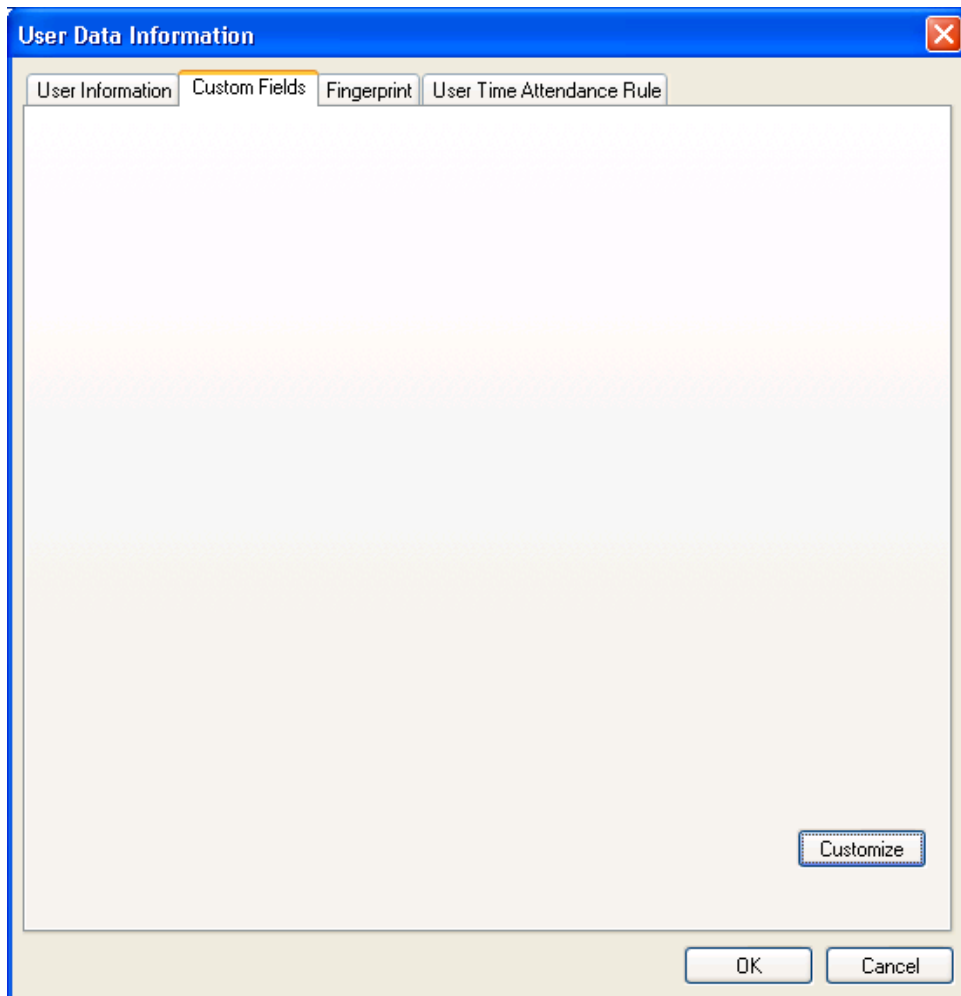 User Data Information
User Information Custom Fields Fingerprint User Time Attendance Rule
Customize
OK Cancel